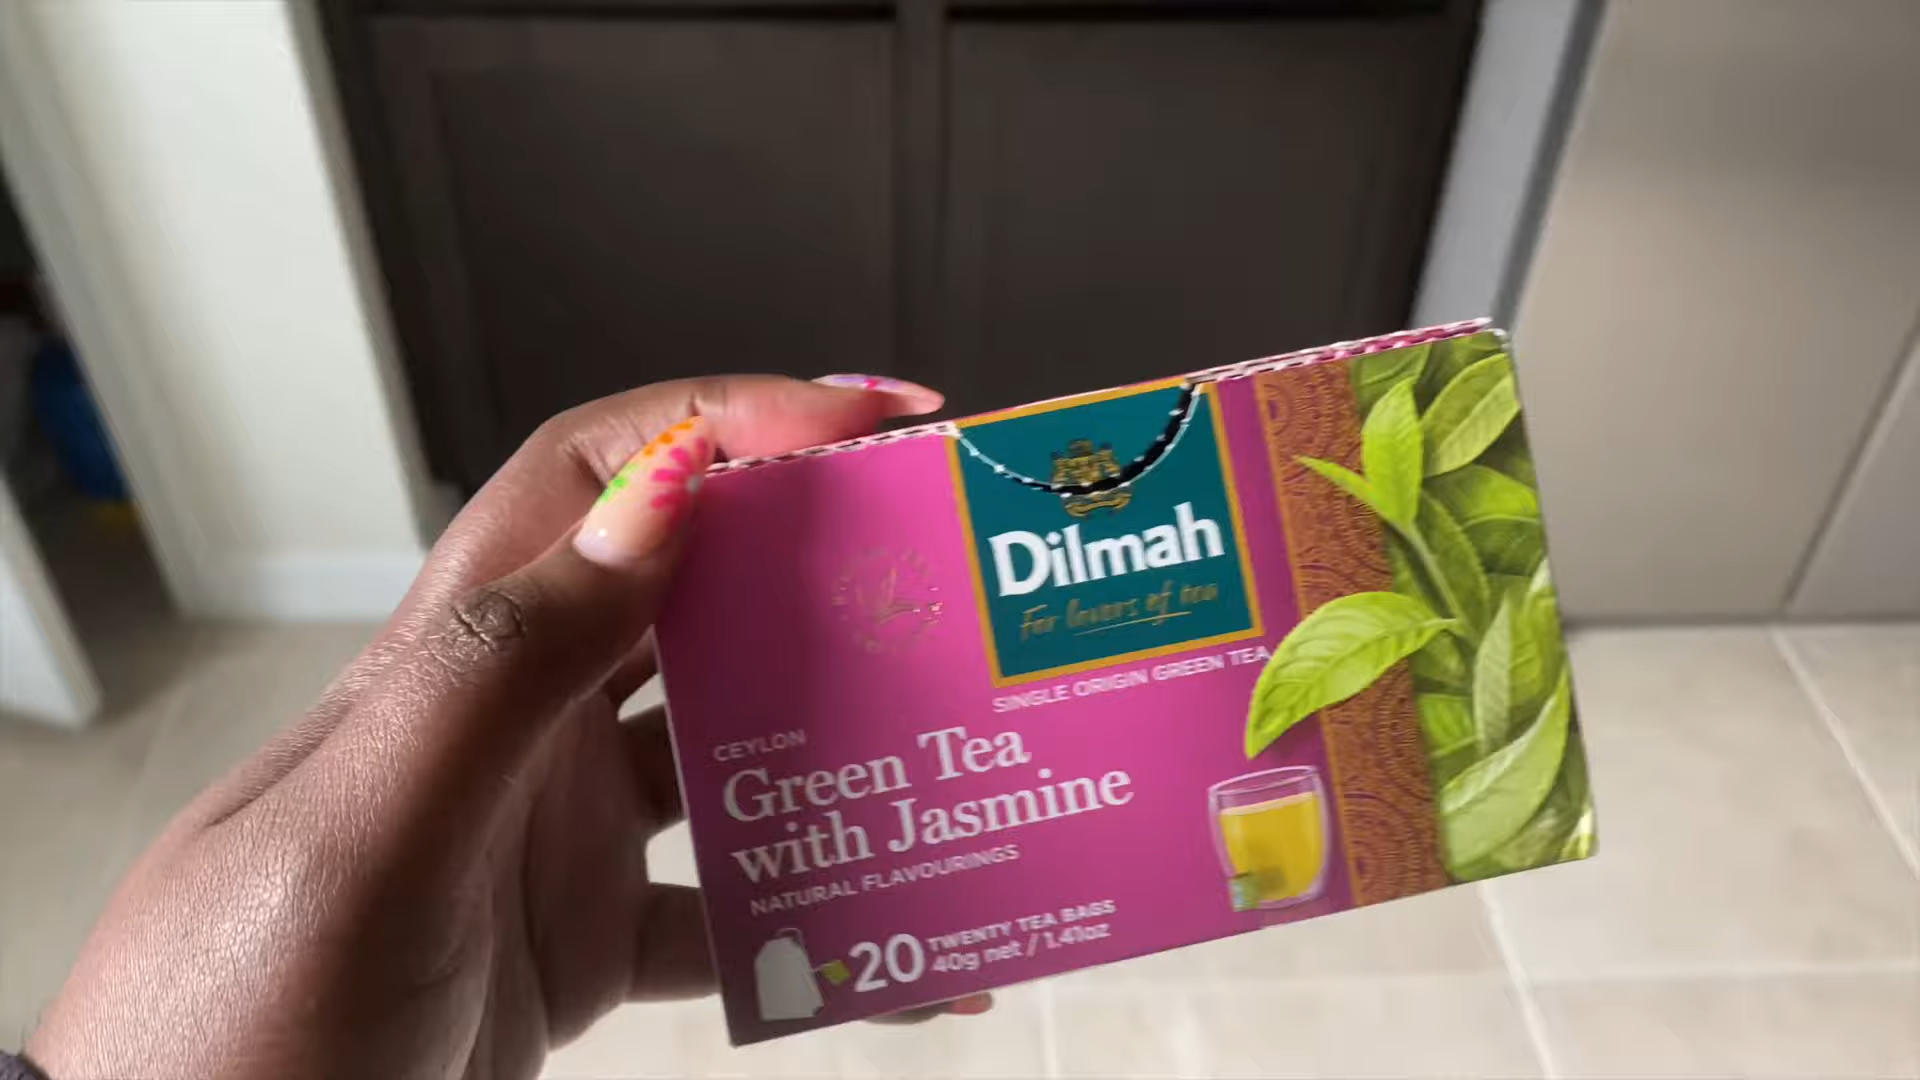 Dilmah
For lovers of tea
SINGLE ORIGIN GREEN TEA
CEYLON
Green Tea
with Jasmine
NATURAL FLAVOURINGS
20
TWENTY TEA BAGS
40g net / 1.41oz